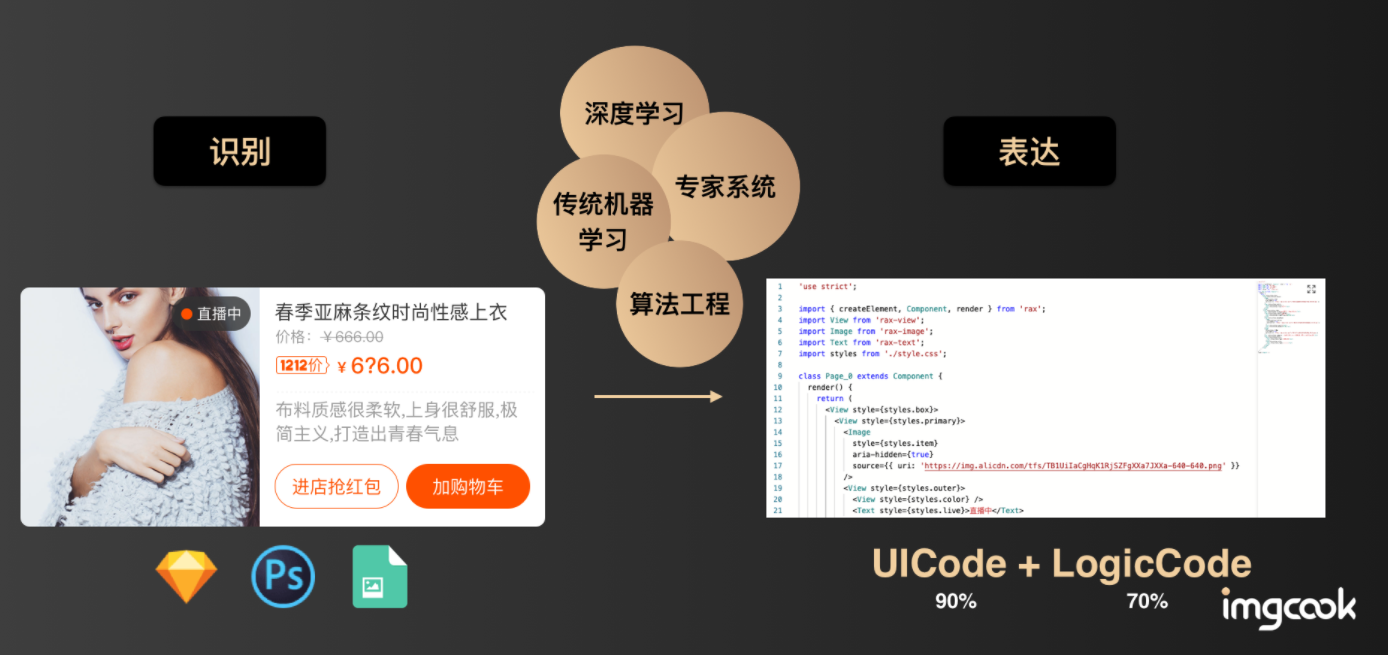 识别
深度学习
专家系统
传统机器
学习
算法工程
表达
直播中
春季亚麻条纹时尚性感上衣
价格：￥666.00
1212价 ￥6?6.00
布料质感很柔软,上身很舒服,极
简主义,打造出青春气息
进店抢红包 加购物车
Ps
1 'use strict';
2
3 import { createElement, Component, render } from 'rax';
4 import View from 'rax-view';
5 import Image from 'rax-image';
6 import Text from 'rax-text';
7 import styles from './style.css';
8
9 class Page_0 extends Component {
10 render() {
11 return (
12 <View style={styles.box}>
13 <View style={styles.primary}>
14 <Image
15 style={styles.item}
16 aria-hidden={true}
17 source={{ uri: 'https://img.alicdn.com/tfs/TB1UiIaCgHqK1RjSZFgXXa7JXXa-640-640.png' }}
18 />
19 <View style={styles.outer}>
20 <View style={styles.color} />
21 <Text style={styles.live}>直播中</Text>
UICode + LogicCode
90% 70%
imgcook